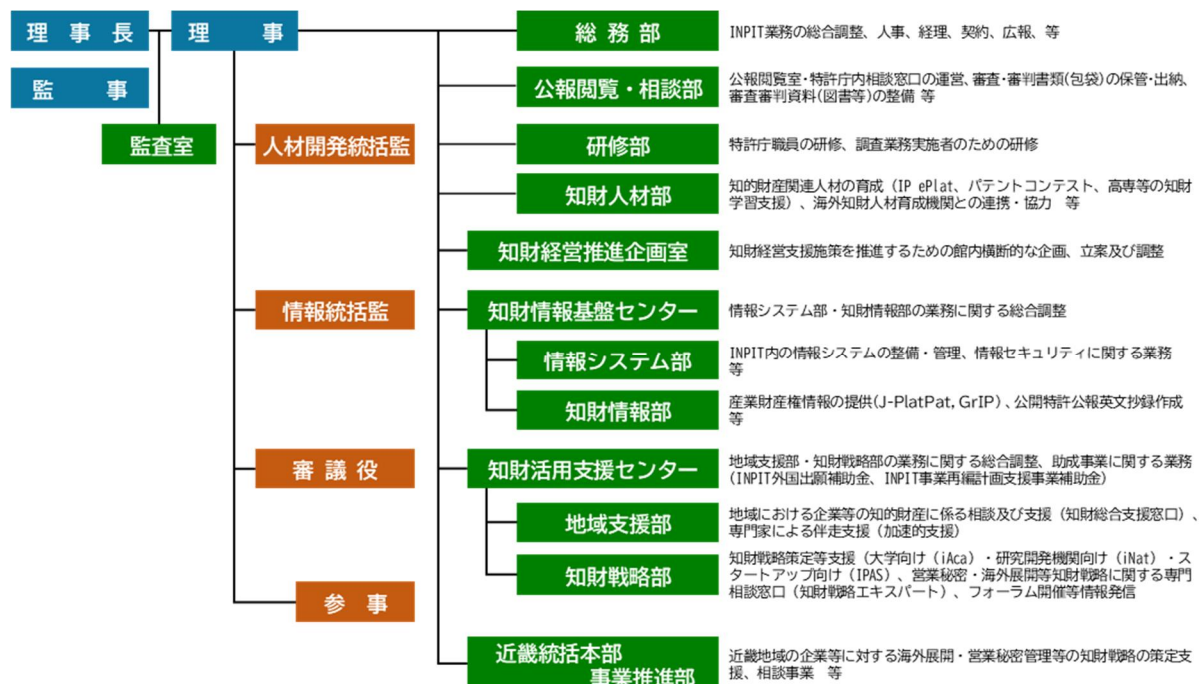 理事長
理事
監事
監査室
人材開発統括監
情報統括監
審議役
参事
総務部
INPIT業務の総合調整、人事、経理、契約、広報、等
公報閲覧・相談部
公報閲覧室・特許庁内相談窓口の運営、審査・審判書類(包袋)の保管・出納、
審査審判資料(図書等)の整備 等
研修部
特許庁職員の研修、調査業務実施者のための研修
知財人材部
知的財産関連人材の育成（IP ePlat、パテントコンテスト、高専等の知財
学習支援）、海外知財人材育成機関との連携・協力　等
知財経営推進企画室
知財経営支援施策を推進するための館内横断的な企画、立案及び調整
知財情報基盤センター
情報システム部・知財情報部の業務に関する総合調整
情報システム部
INPIT内の情報システムの整備・管理、情報セキュリティに関する業務
等
知財情報部
産業財産権情報の提供(J-PlatPat, GrIP)、公開特許公報英文抄録作成
等
知財活用支援センター
地域支援部・知財戦略部の業務に関する総合調整、助成事業に関する業務
(INPIT外国出願補助金、INPIT事業再編計画支援事業補助金)
地域支援部
地域における企業等の知的財産に係る相談及び支援（知財総合支援窓口）、
専門家による伴走支援（加速的支援）
知財戦略部
知財戦略策定等支援（大学向け（iAca）・研究開発機関向け（iNat）・ス
タートアップ向け（IPAS）、営業秘密・海外展開等知財戦略に関する専門
相談窓口（知財戦略エキスパート）、フォーラム開催等情報発信
近畿統括本部
事業推進部
近畿地域の企業等に対する海外展開・営業秘密管理等の知財戦略の策定支
援、相談事業　等